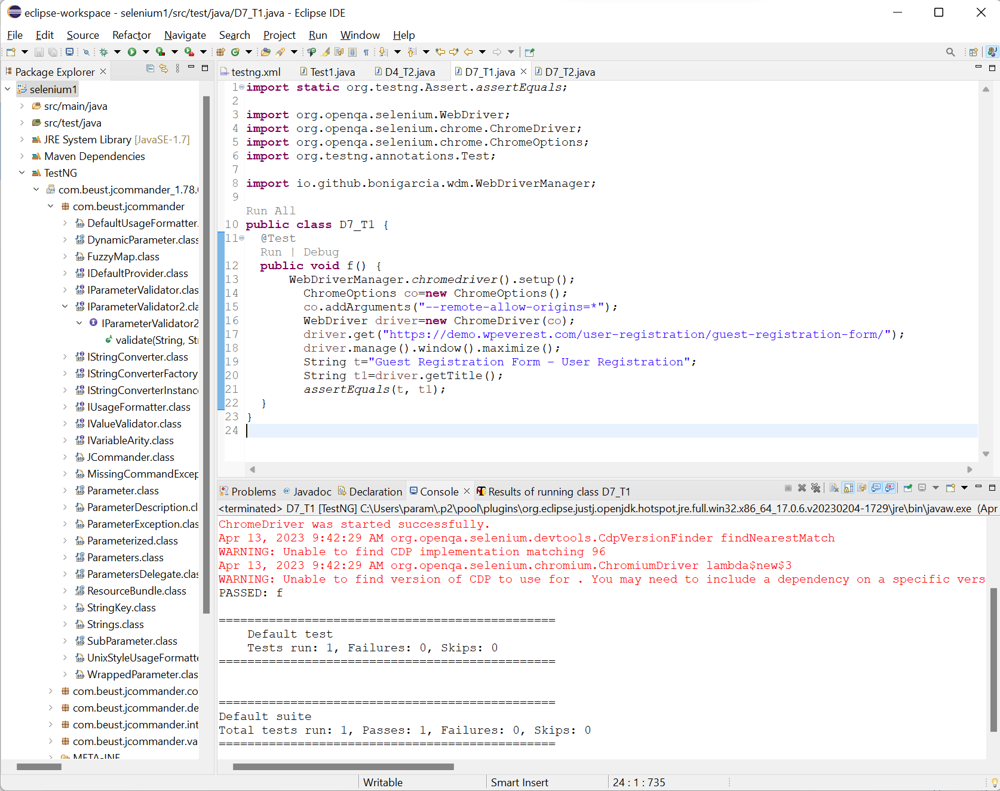 eclipse-workspace - selenium1/src/test/java/D7_T1.java - Eclipse IDE
File Edit Source Refactor Navigate Search Project Run Window Help
Package Explorer
selenium1
src/main/java
src/test/java
JRE System Library [JavaSE-1.7]
Maven Dependencies
TestNG
com.beust.jcommander_1.78.
com.beust.jcommander
DefaultUsageFormatter.
DynamicParameter.class
FuzzyMap.class
IDefaultProvider.class
IParameterValidator.clas
IParameterValidator2.cla
IParameterValidator2
validate(String, Str
IStringConverter.class
IStringConverterFactory
IStringConverterInstanc
IUsageFormatter.class
IValueValidator.class
IVariableArity.class
JCommander.class
MissingCommandExcep
Parameter.class
ParameterDescription.cl
ParameterException.clas
Parameterized.class
Parameters.class
ParametersDelegate.clas
ResourceBundle.class
StringKey.class
Strings.class
SubParameter.class
UnixStyleUsageFormatte
WrappedParameter.clas
com.beust.jcommander.co
com.beust.jcommander.de
com.beust.jcommander.int
com.beust.jcommander.va
META-INF
testng.xml Test1.java D4_T2.java D7_T1.java D7_T2.java
1 import static org.testng.Assert.assertEquals;
2
3 import org.openqa.selenium.WebDriver;
4 import org.openqa.selenium.chrome.ChromeDriver;
5 import org.openqa.selenium.chrome.ChromeOptions;
6 import org.testng.annotations.Test;
7
8 import io.github.bonigarcia.wdm.WebDriverManager;
9
Run All
10 public class D7_T1 {
11 @Test
Run | Debug
12 public void f() {
13 WebDriverManager.chromedriver().setup();
14 ChromeOptions co=new ChromeOptions();
15 co.addArguments("--remote-allow-origins=*");
16 WebDriver driver=new ChromeDriver(co);
17 driver.get("https://demo.wpeverest.com/user-registration/guest-registration-form/");
18 driver.manage().window().maximize();
19 String t="Guest Registration Form – User Registration";
20 String t1=driver.getTitle();
21 assertEquals(t, t1);
22 }
23 }
24
Problems Javadoc Declaration Console Results of running class D7_T1
<terminated> D7_T1 [TestNG] C:\Users\param\.p2\pool\plugins\org.eclipse.justj.openjdk.hotspot.jre.full.win32.x86_64_17.0.6.v20230204-1729\jre\bin\javaw.exe (Apr
ChromeDriver was started successfully.
Apr 13, 2023 9:42:29 AM org.openqa.selenium.devtools.CdpVersionFinder findNearestMatch
WARNING: Unable to find CDP implementation matching 96
Apr 13, 2023 9:42:29 AM org.openqa.selenium.chromium.ChromiumDriver lambda$new$3
WARNING: Unable to find version of CDP to use for . You may need to include a dependency on a specific vers
PASSED: f
===============================================
Default test
Tests run: 1, Failures: 0, Skips: 0
===============================================
===============================================
Default suite
Total tests run: 1, Passes: 1, Failures: 0, Skips: 0
===============================================
Writable Smart Insert 24 : 1 : 735